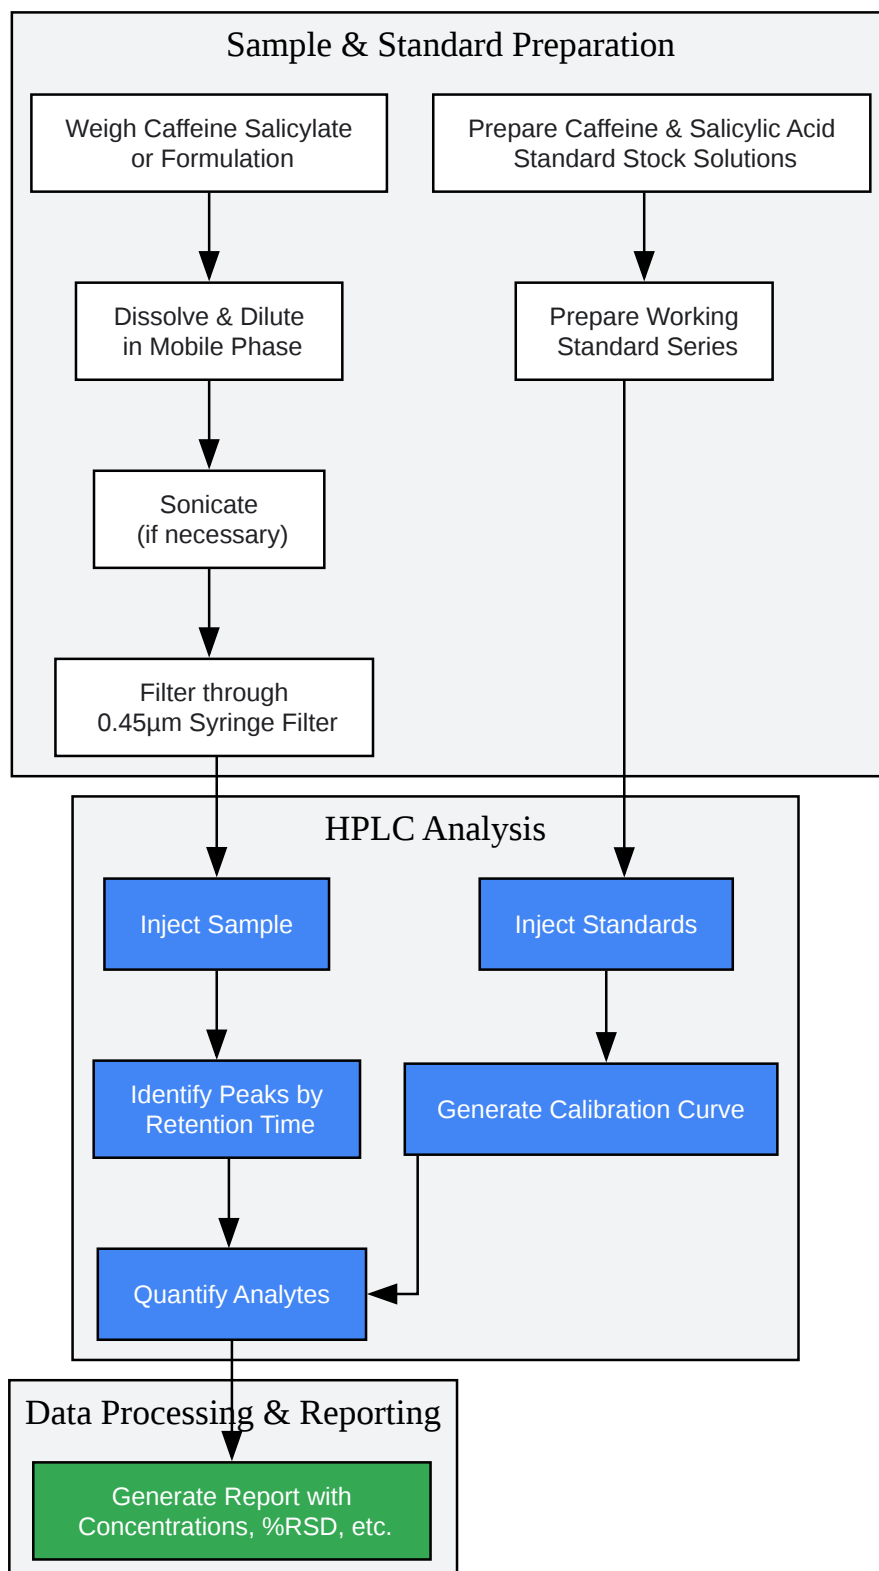 Sample & Standard Preparation
Weigh Caffeine Salicylate
or Formulation
Prepare Caffeine & Salicylic Acid
Standard Stock Solutions
Dissolve & Dilute
in Mobile Phase
Prepare Working
Standard Series
Sonicate
(if necessary)
Filter through
0.45µm Syringe Filter
HPLC Analysis
Inject Sample
Inject Standards
Identify Peaks by
Retention Time
Generate Calibration Curve
Quantify Analytes
Data Processing & Reporting
Generate Report with
Concentrations, %RSD, etc.